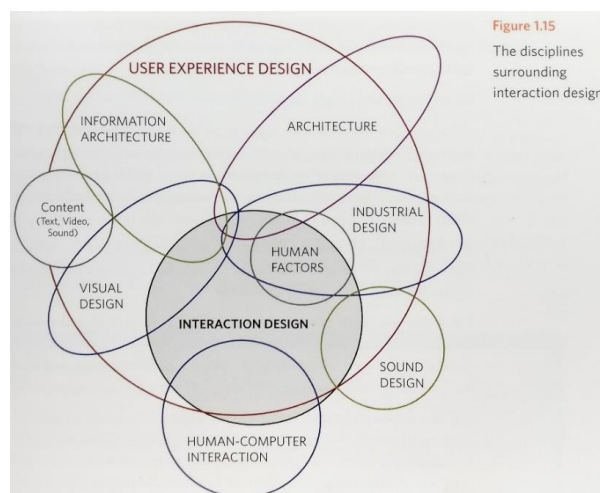 Figure 1.15
The disciplines
surrounding
interaction design
USER EXPERIENCE DESIGN
INFORMATION
ARCHITECTURE
ARCHITECTURE
Content
(Text, Video,
Sound)
INDUSTRIAL
DESIGN
HUMAN
FACTORS
VISUAL
DESIGN
INTERACTION DESIGN
SOUND
DESIGN
HUMAN-COMPUTER
INTERACTION